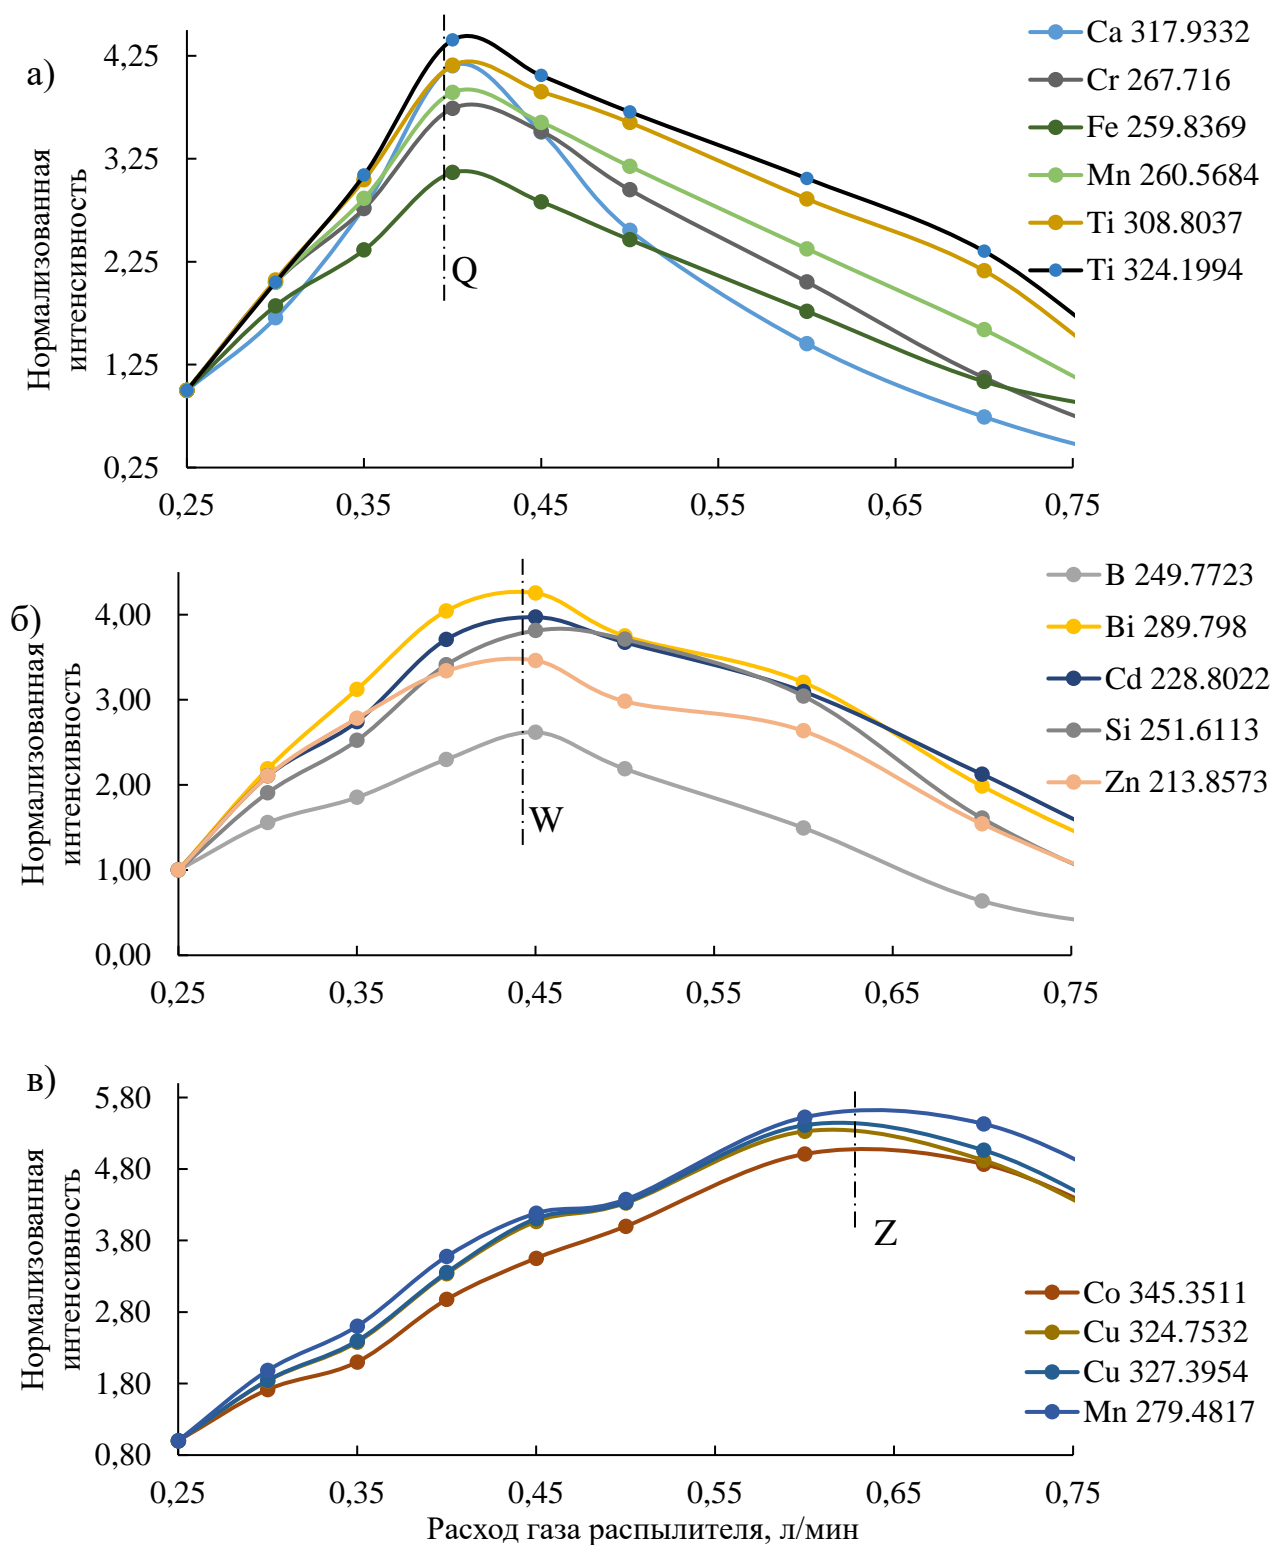 а)
Нормализованная
интенсивность
4,25
3,25
2,25
1,25
0,25
0,25 0,35 0,45 0,55 0,65 0,75
Q
Ca 317.9332
Cr 267.716
Fe 259.8369
Mn 260.5684
Ti 308.8037
Ti 324.1994
б)
Нормализованная
интенсивность
4,00
3,00
2,00
1,00
0,00
0,25 0,35 0,45 0,55 0,65 0,75
W
B 249.7723
Bi 289.798
Cd 228.8022
Si 251.6113
Zn 213.8573
в)
Нормализованная
интенсивность
5,80
4,80
3,80
2,80
1,80
0,80
0,25 0,35 0,45 0,55 0,65 0,75
Z
Co 345.3511
Cu 324.7532
Cu 327.3954
Mn 279.4817
Расход газа распылителя, л/мин